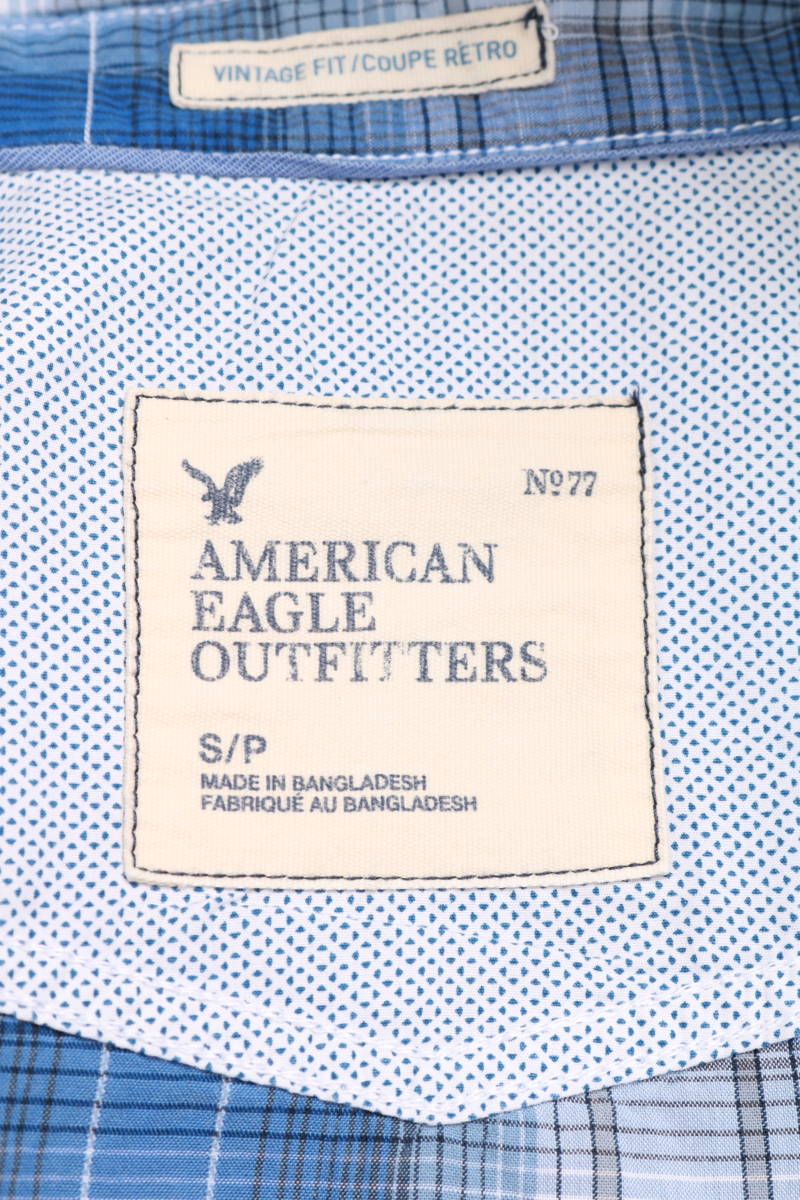 VINTAGE FIT/COUPE RÉTRO
Nº77
AMERICAN
EAGLE
OUTFITTERS
S/P
MADE IN BANGLADESH
FABRIQUÉ AU BANGLADESH